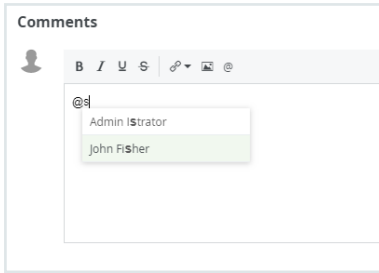 Comments
B I U S @
@s
Admin Istrator
John Fisher